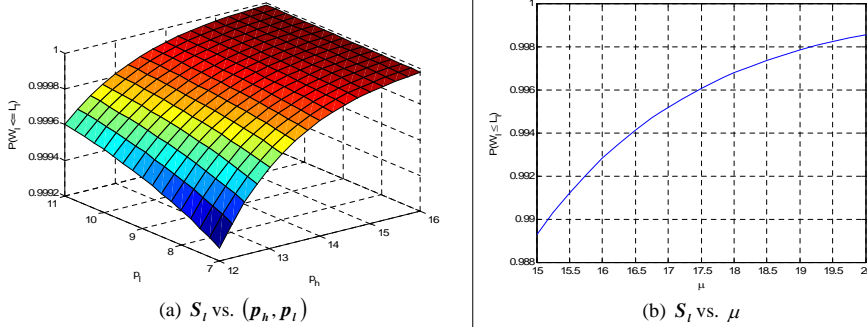 1
0.9998
0.9996
0.9994
0.9992
P(W_l <= L_l)
11
10
9
8
7
p_l
12
13
14
15
16
p_h
(a) S_l vs. (p_h, p_l)
1
0.998
0.996
0.994
0.992
0.99
0.988
P(W_l ≤ L_l)
15 15.5 16 16.5 17 17.5 18 18.5 19 19.5 20
μ
(b) S_l vs. μ